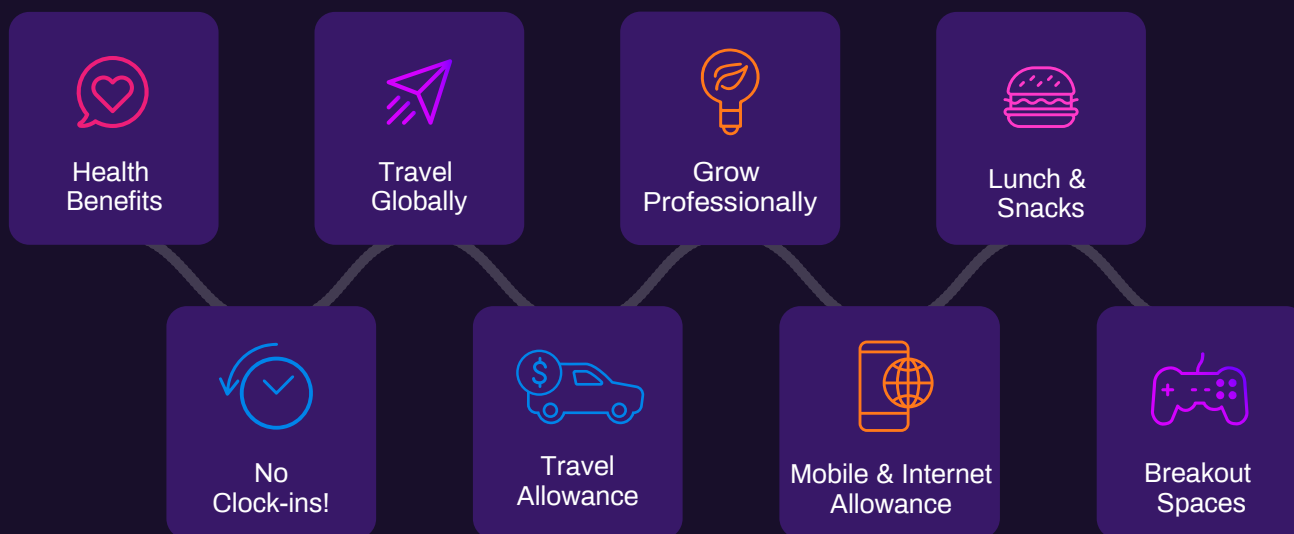 Health
Benefits
Travel
Globally
Grow
Professionally
Lunch &
Snacks
No
Clock-ins!
Travel
Allowance
Mobile & Internet
Allowance
Breakout
Spaces